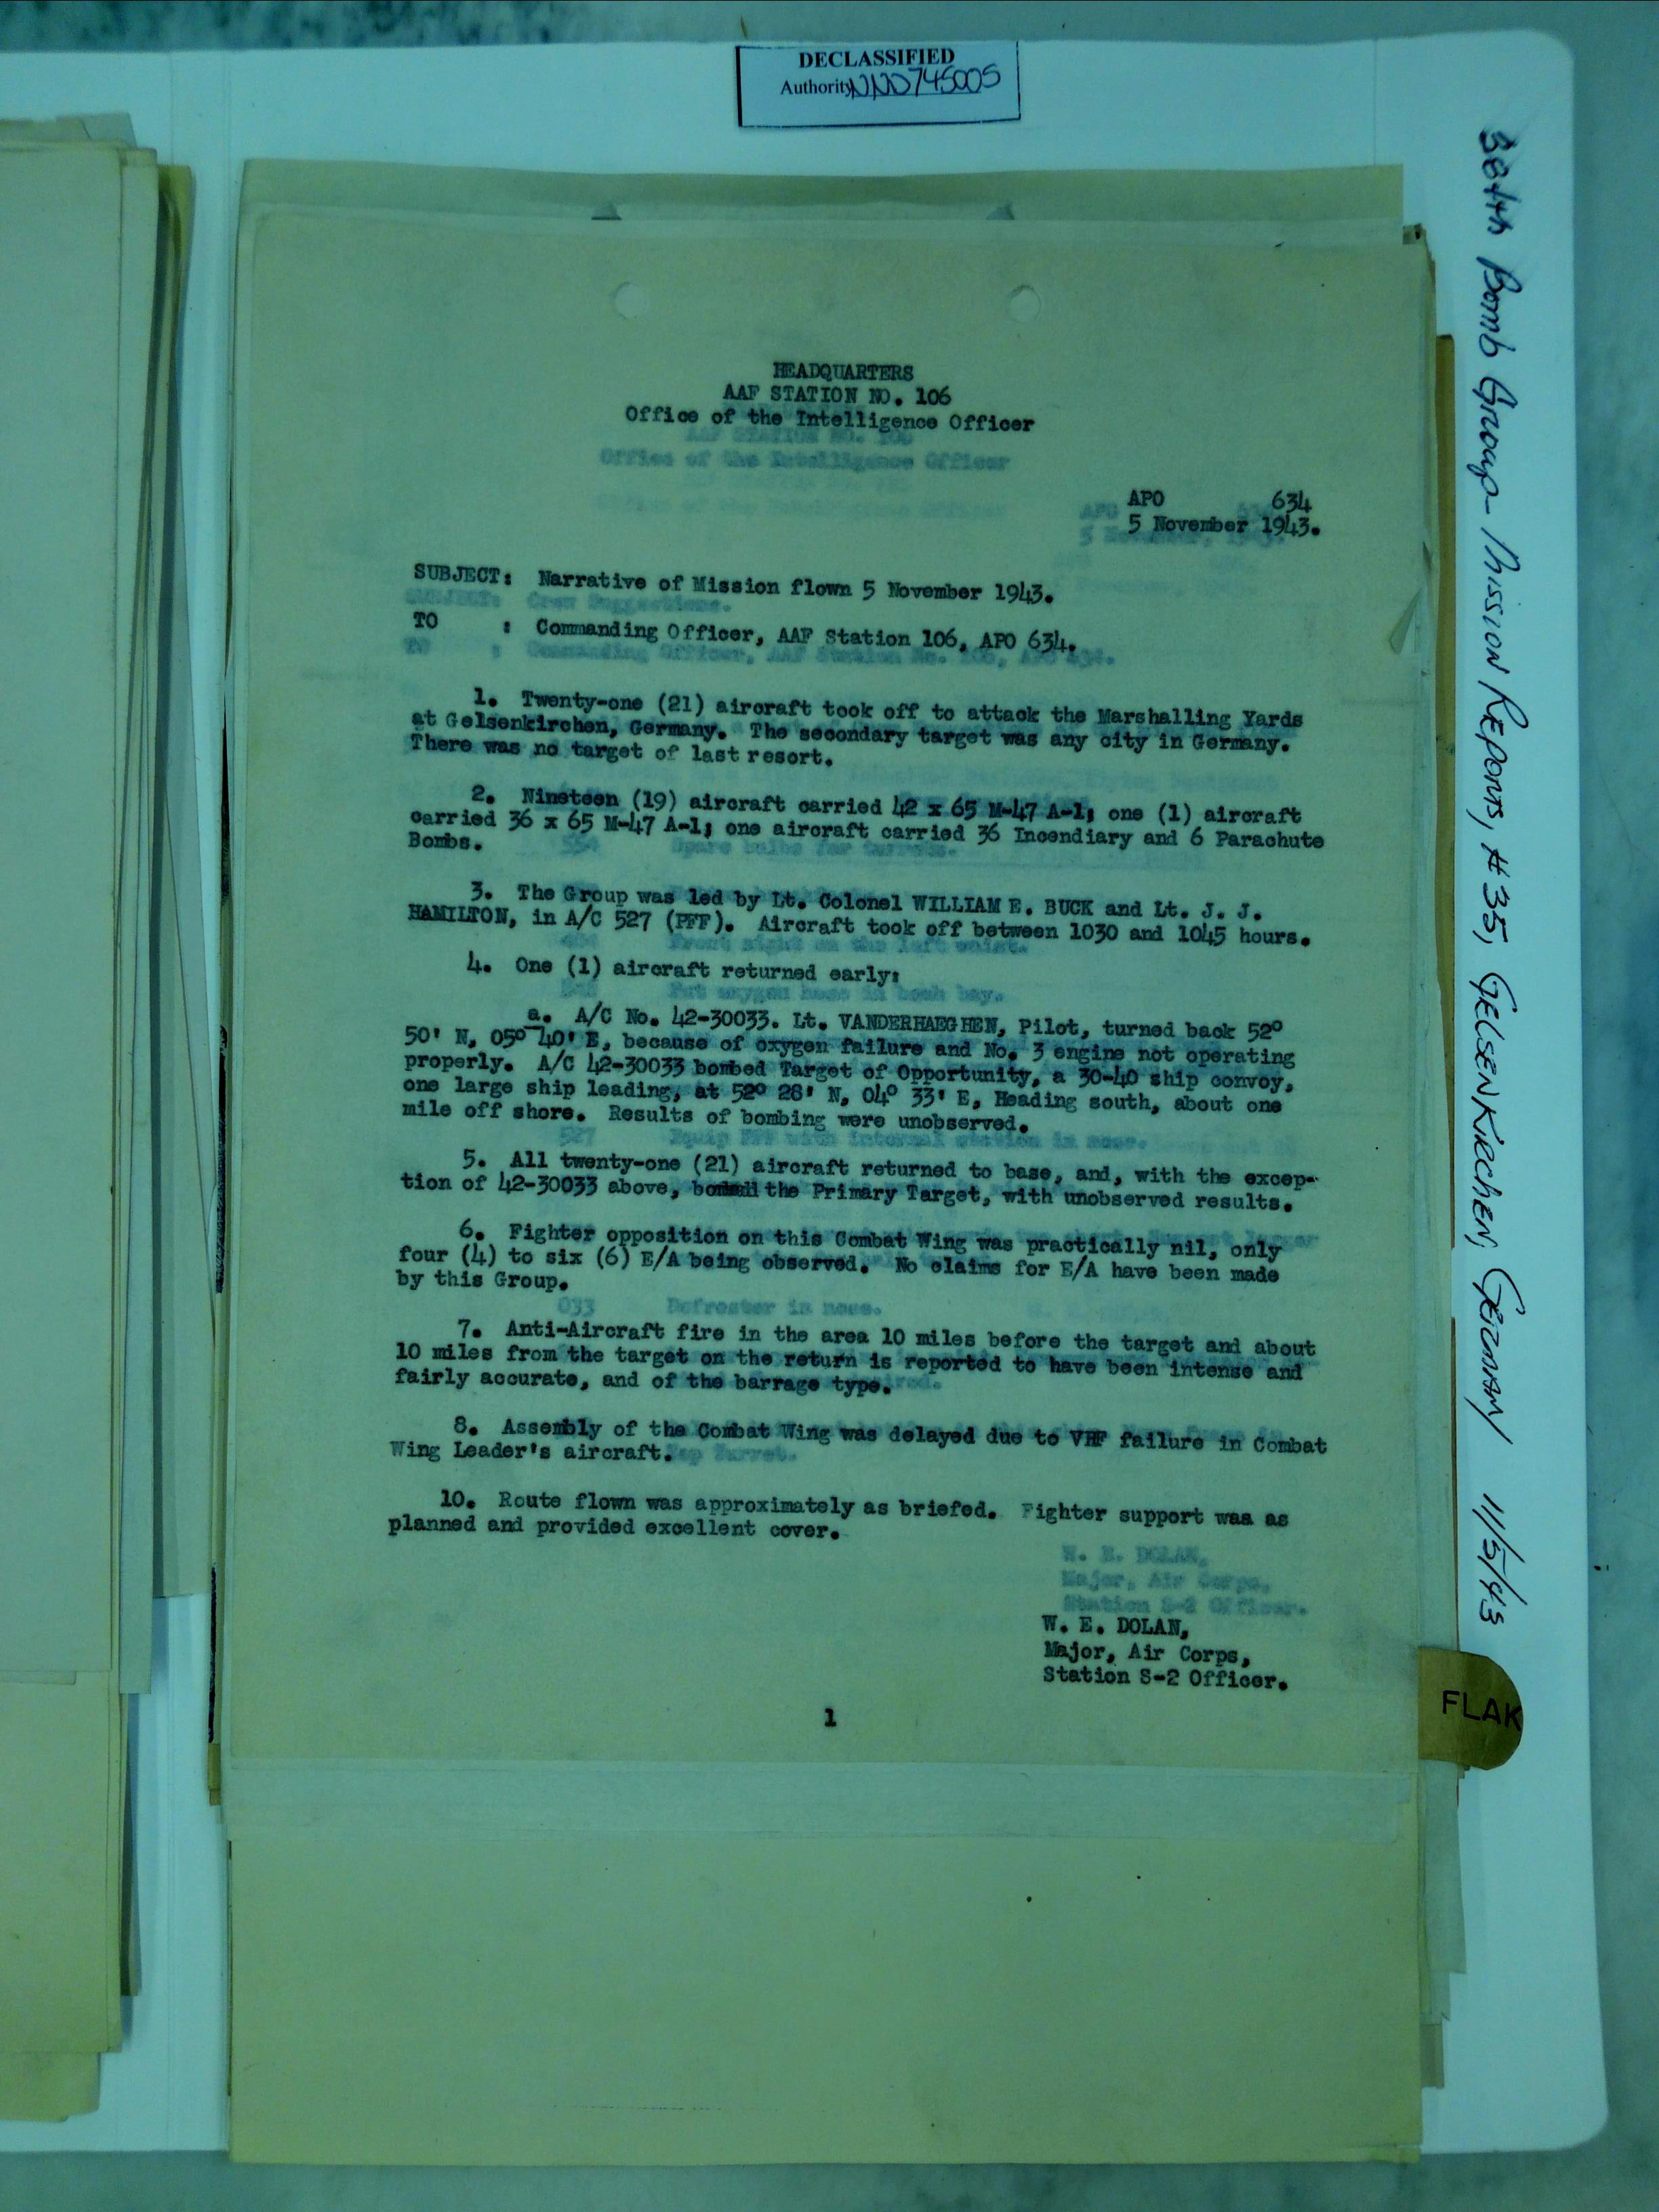 DECLASSIFIED
Authority NND745005
HEADQUARTERS
AAF STATION NO. 106
Office of the Intelligence Officer
APO 634
5 November 1943.
SUBJECT: Narrative of Mission flown 5 November 1943.
TO : Commanding Officer, AAF Station 106, APO 634.
1. Twenty-one (21) aircraft took off to attack the Marshalling Yards
at Gelsenkirchen, Germany. The secondary target was any city in Germany.
There was no target of last resort.
2. Nineteen (19) aircraft carried 42 x 65 M-47 A-1; one (1) aircraft
carried 36 x 65 M-47 A-1; one aircraft carried 36 Incendiary and 6 Parachute
Bombs.
3. The Group was led by Lt. Colonel WILLIAM E. BUCK and Lt. J. J.
HAMILTON, in A/C 527 (PFF). Aircraft took off between 1030 and 1045 hours.
4. One (1) aircraft returned early:
a. A/C No. 42-30033. Lt. VANDERHAEGHEN, Pilot, turned back 52°
50' N, 05° 40' E, because of oxygen failure and No. 3 engine not operating
properly. A/C 42-30033 bombed Target of Opportunity, a 30-40 ship convoy,
one large ship leading, at 52° 28' N, 04° 33' E, Heading south, about one
mile off shore. Results of bombing were unobserved.
5. All twenty-one (21) aircraft returned to base, and, with the excep-
tion of 42-30033 above, bombed the Primary Target, with unobserved results.
6. Fighter opposition on this Combat Wing was practically nil, only
four (4) to six (6) E/A being observed. No claims for E/A have been made
by this Group.
7. Anti-Aircraft fire in the area 10 miles before the target and about
10 miles from the target on the return is reported to have been intense and
fairly accurate, and of the barrage type.
8. Assembly of the Combat Wing was delayed due to VHF failure in Combat
Wing Leader's aircraft.
10. Route flown was approximately as briefed. Fighter support was as
planned and provided excellent cover.
W. E. DOLAN,
Major, Air Corps,
Station S-2 Officer.
1
FLAK
384th Bomb Group - Mission Reports, #35, GELSENKIRCHEN, GERMANY 11/5/43